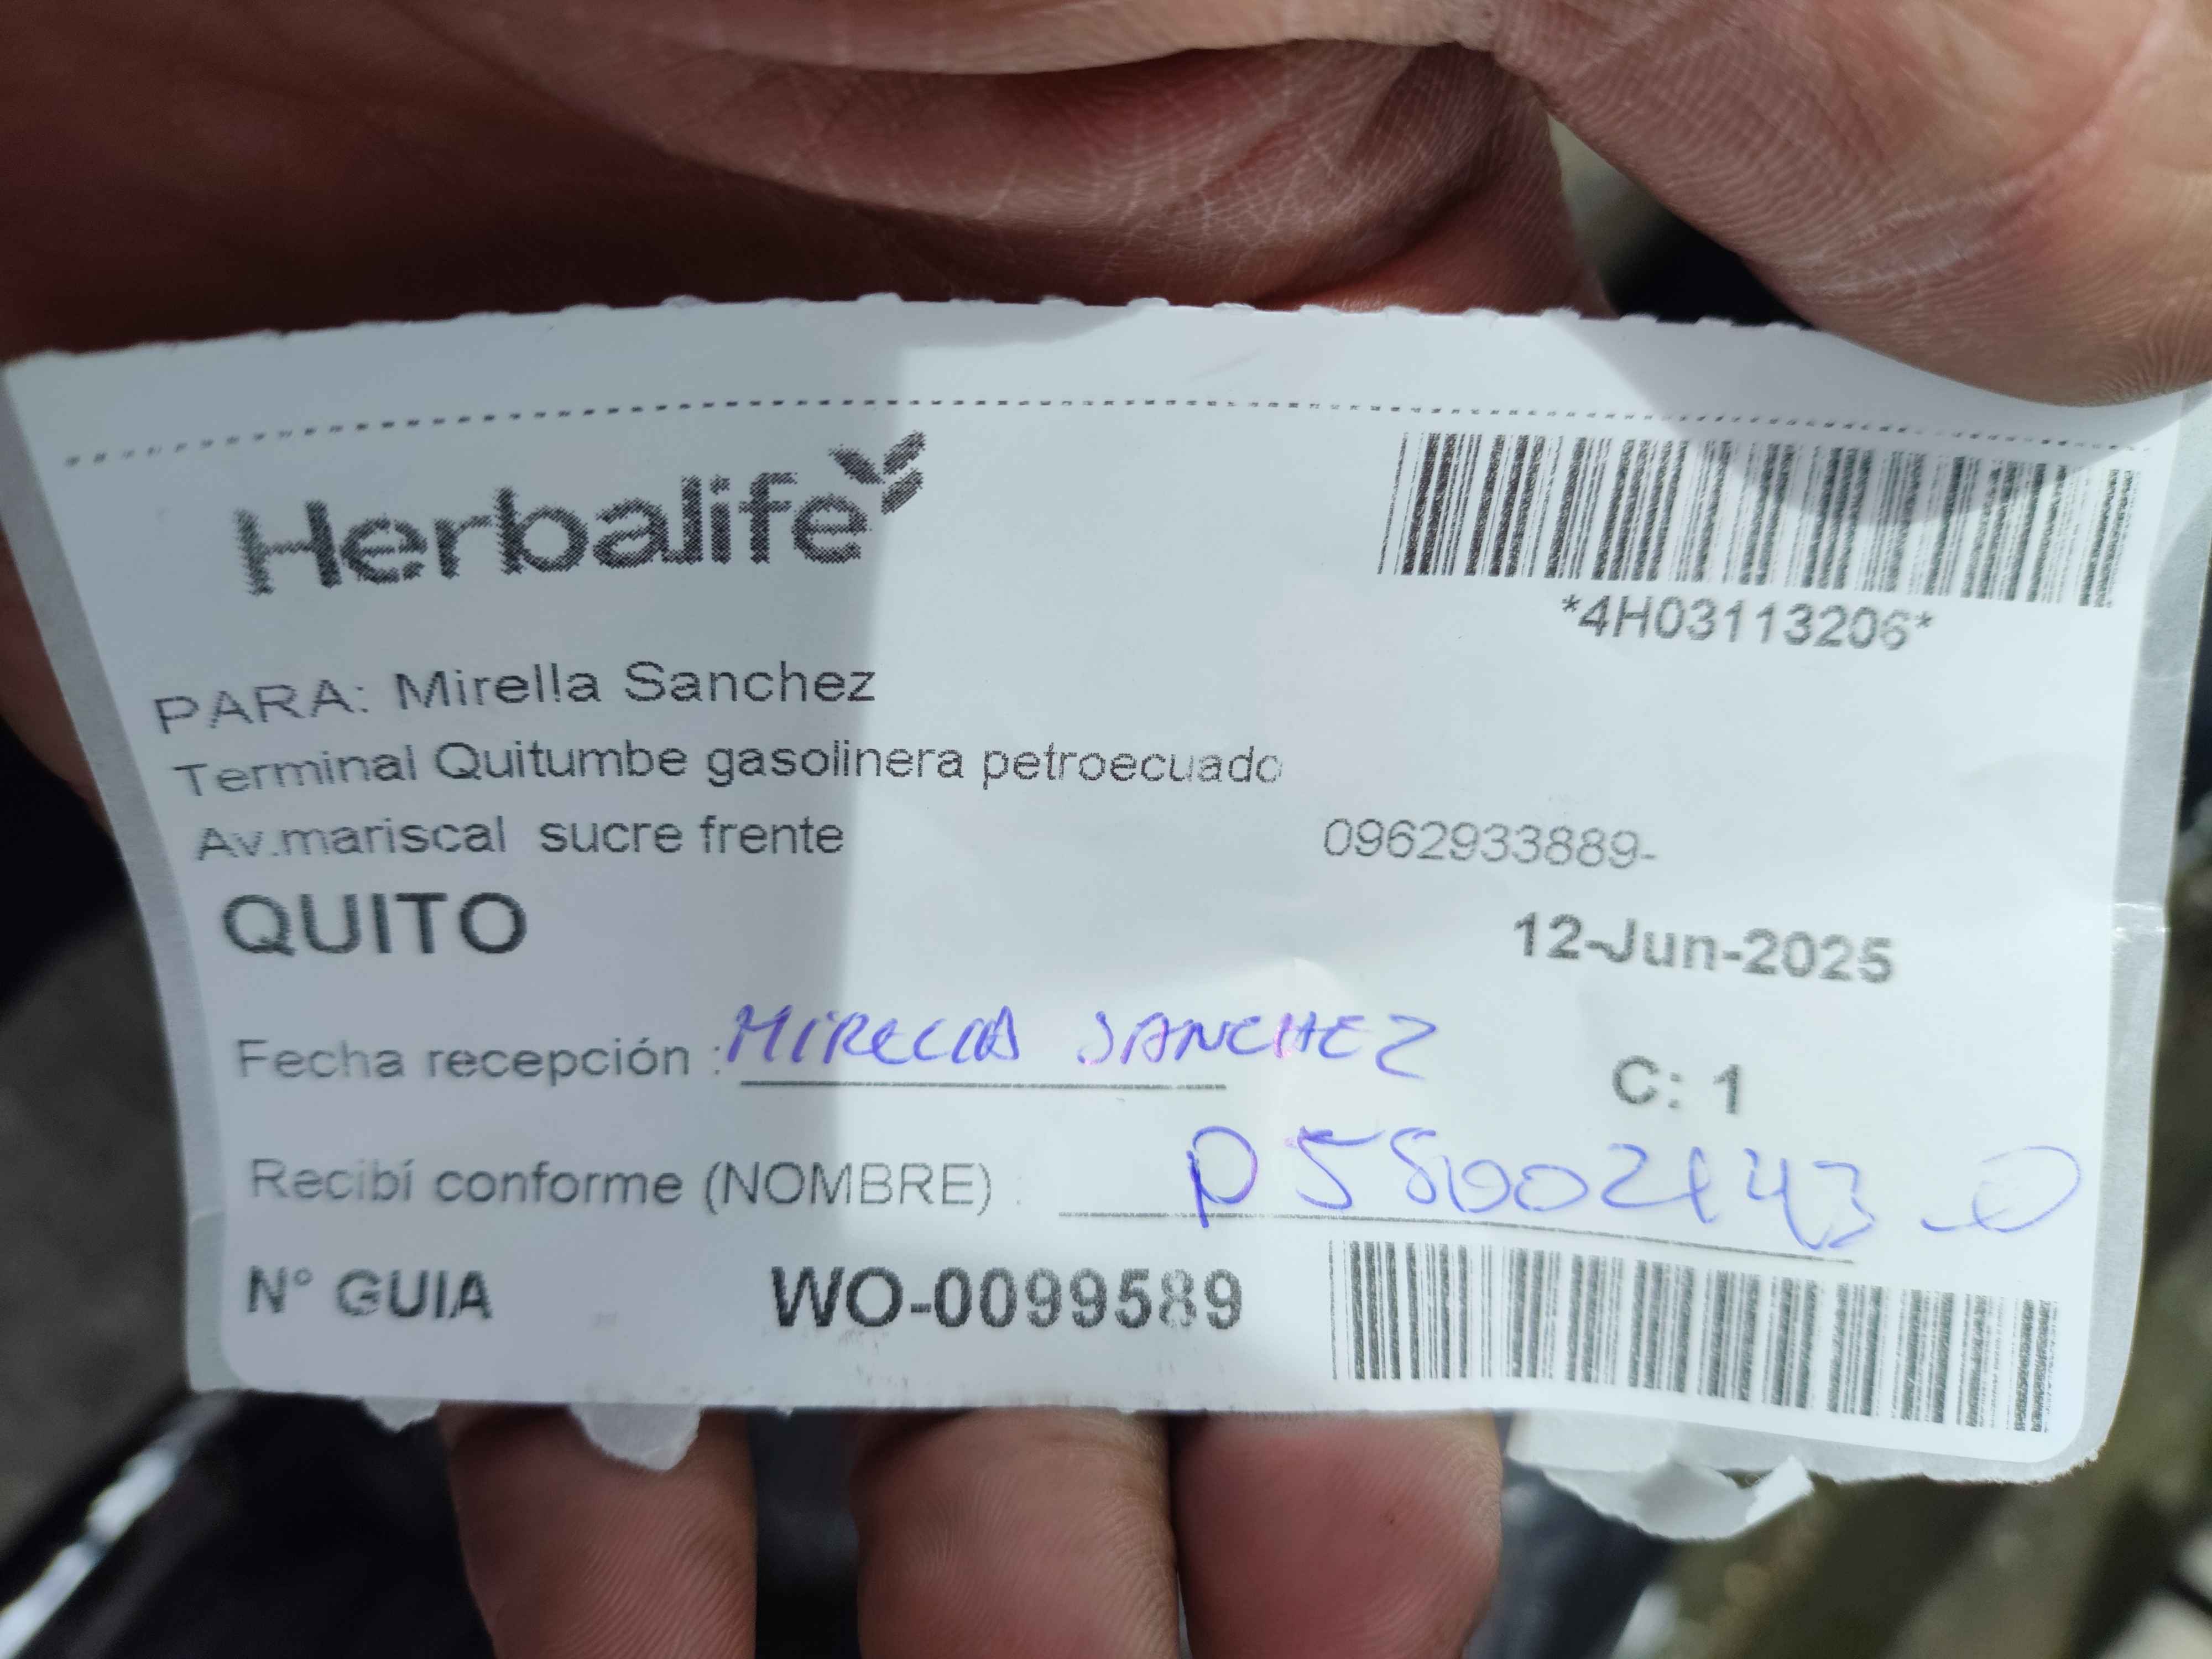 Herbalife
*4H03113206*
PARA: Mirella Sanchez
Terminal Quitumbe gasolinera petroecuado
Av.mariscal sucre frente 0962933889-
QUITO 12-Jun-2025
Fecha recepción : MIRELLA SANCHEZ
C: 1
Recibí conforme (NOMBRE) :
N° GUIA WO-0099589